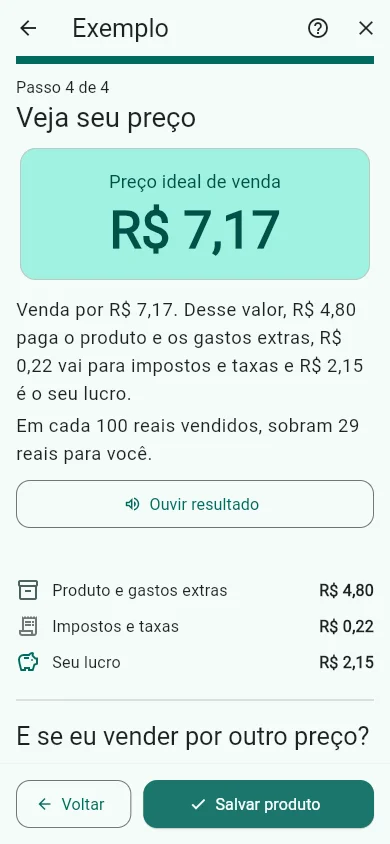 Exemplo
Passo 4 de 4
Veja seu preço
Preço ideal de venda
R$ 7,17
Venda por R$ 7,17. Desse valor, R$ 4,80
paga o produto e os gastos extras, R$
0,22 vai para impostos e taxas e R$ 2,15
é o seu lucro.
Em cada 100 reais vendidos, sobram 29
reais para você.
Ouvir resultado
Produto e gastos extras R$ 4,80
Impostos e taxas R$ 0,22
Seu lucro R$ 2,15
E se eu vender por outro preço?
Voltar Salvar produto